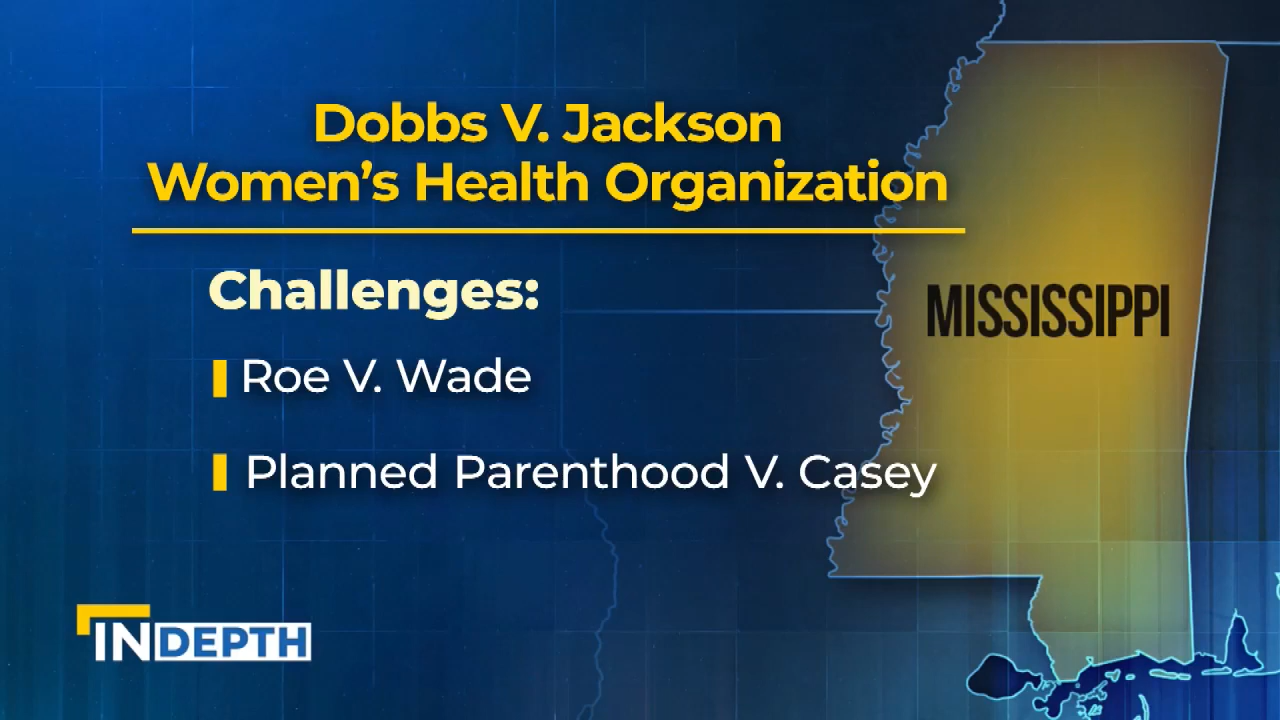 Dobbs V. Jackson
Women's Health Organization
Challenges:
Roe V. Wade
Planned Parenthood V. Casey
MISSISSIPPI
INDEPTH